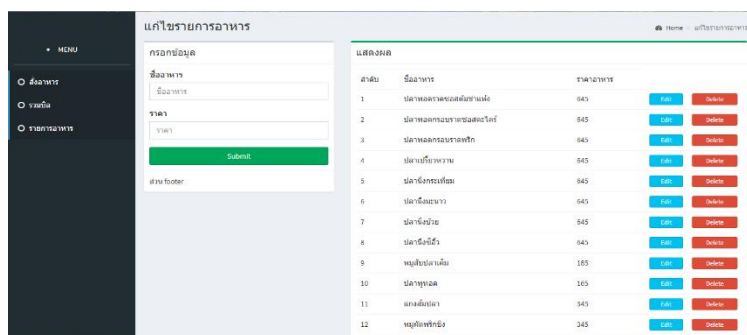 แก้ไขรายการอาหาร
Home แก้ไขรายการอาหาร
MENU
สั่งอาหาร
รวมบิล
รายการอาหาร
กรอกข้อมูล
ชื่ออาหาร
ชื่ออาหาร
ราคา
ราคา
Submit
ส่วน footer
แสดงผล
ลำดับ ชื่ออาหาร ราคาอาหาร
1 ปลาทอดราดซอสต้มยำแห้ง 645 Edit Delete
2 ปลาทอดกรอบราดซอสตะไคร้ 645 Edit Delete
3 ปลาทอดกรอบราดพริก 645 Edit Delete
4 ปลาเปรี้ยวหวาน 645 Edit Delete
5 ปลานึ่งกระเทียม 645 Edit Delete
6 ปลานึ่งมะนาว 645 Edit Delete
7 ปลานึ่งบ๊วย 645 Edit Delete
8 ปลานึ่งซีอิ๊ว 645 Edit Delete
9 หมูสับปลาเค็ม 185 Edit Delete
10 ปลาทูทอด 165 Edit Delete
11 แกงส้มปลา 345 Edit Delete
12 หมูผัดพริกขิง 345 Edit Delete